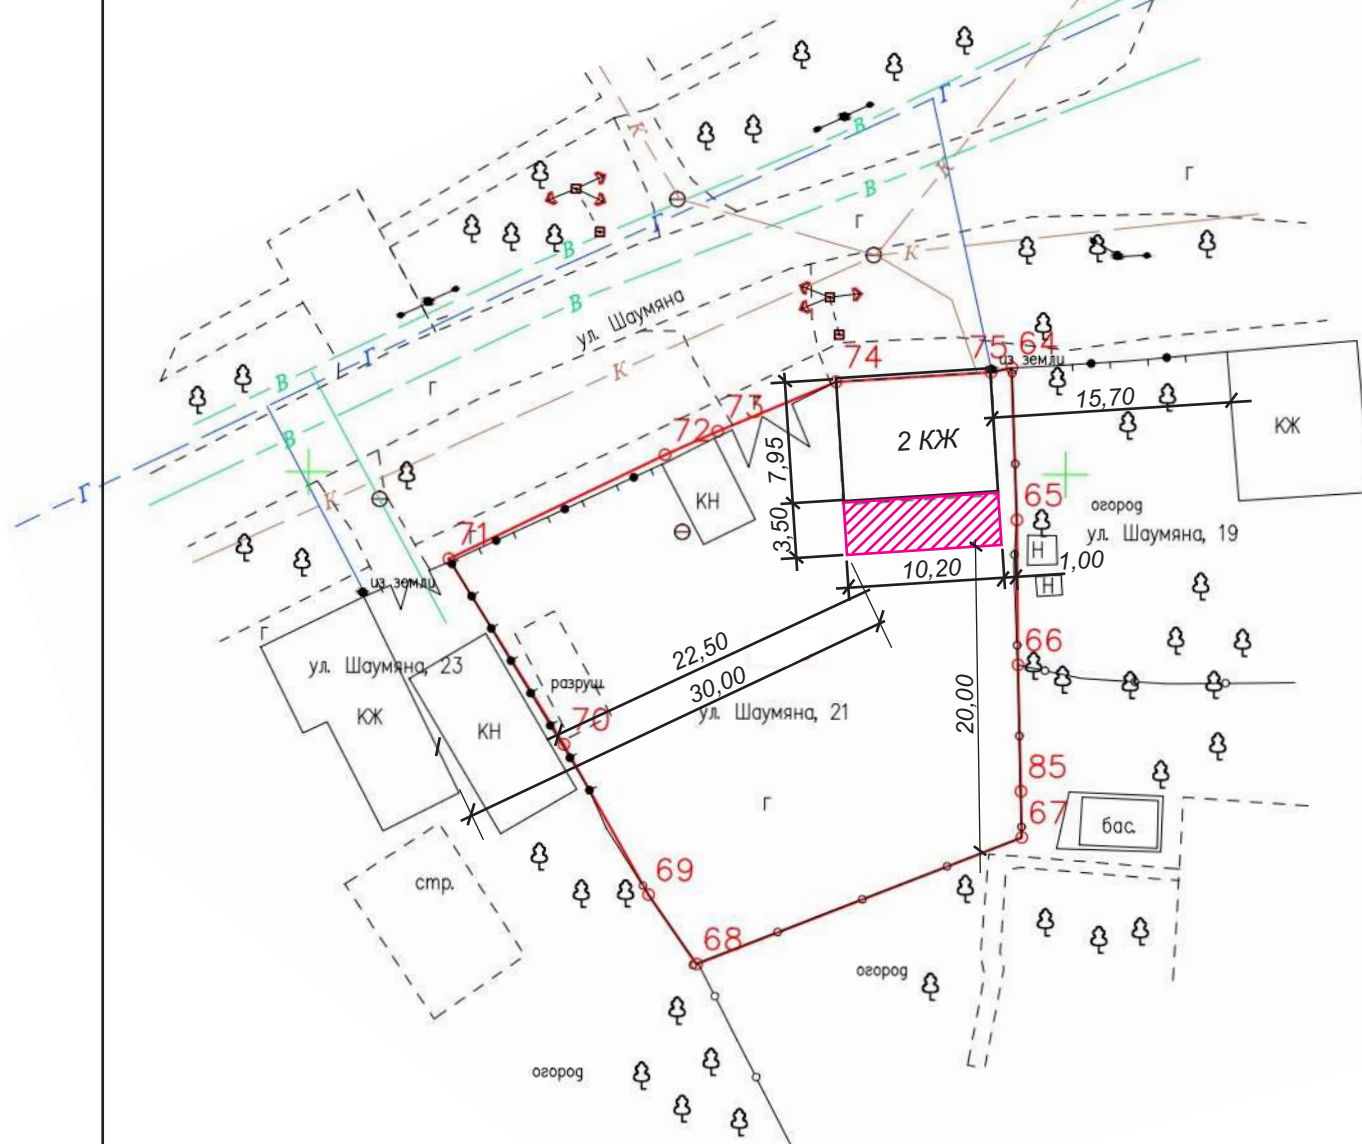 К
Г
В
Г
К
В
Г
Г
В
К
В
ул. Шаумяна
74
75 64
из земли
Г
К
В
Г
73
72
15,70
2 КЖ
КЖ
7,95
В
Г
К
КН
65
огород
ул. Шаумяна, 19
3,50
71
Н
1,00
10,20
Н
из земли
Г
22,50
66
ул. Шаумяна, 23
разруш.
30,00
20,00
КЖ
КН
70
ул. Шаумяна, 21
85
Г
67
бас.
69
стр.
68
огород
огород